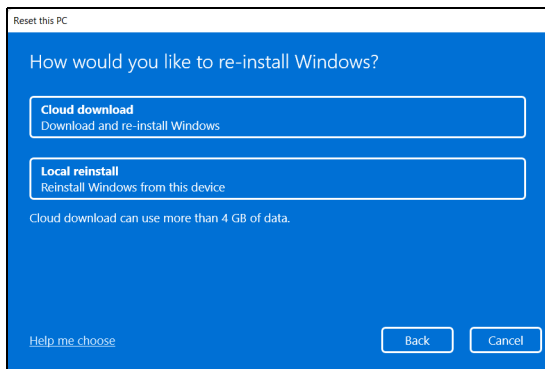 Reset this PC
How would you like to re-install Windows?
Cloud download
Download and re-install Windows
Local reinstall
Reinstall Windows from this device
Cloud download can use more than 4 GB of data.
Help me choose
Back
Cancel